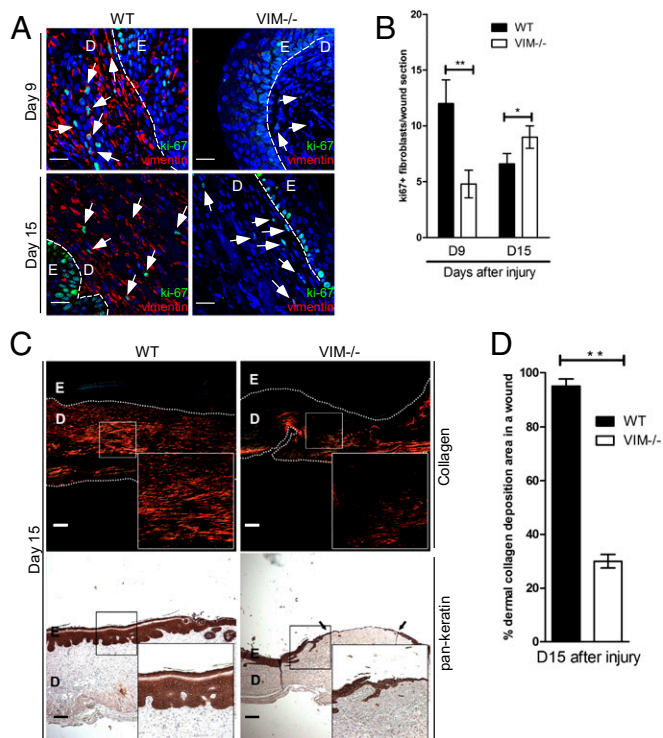 A
WT
VIM-/-
Day 9
D
E
ki-67
vimentin
E
D
ki-67
vimentin
Day 15
E
D
ki-67
vimentin
D
E
ki-67
vimentin
B
ki67+ fibroblasts/wound section
20
15
10
5
0
**
*
WT
VIM-/-
D9
D15
Days after injury
C
WT
VIM-/-
Day 15
E
D
E
D
Collagen
E
D
E
D
pan-keratin
D
% dermal collagen deposition area in a wound
100
80
60
40
20
0
* *
WT
VIM-/-
D15 after injury